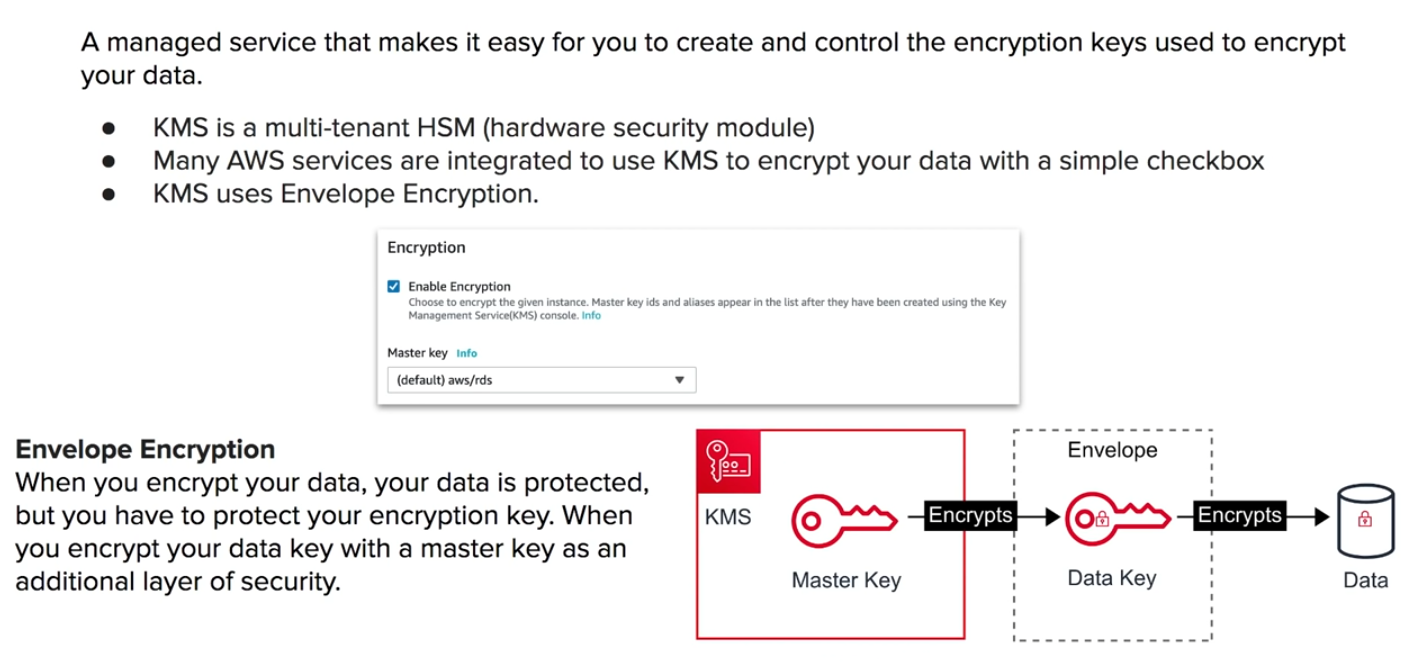 A managed service that makes it easy for you to create and control the encryption keys used to encrypt
your data.
● KMS is a multi-tenant HSM (hardware security module)
● Many AWS services are integrated to use KMS to encrypt your data with a simple checkbox
● KMS uses Envelope Encryption.
Encryption
Enable Encryption
Choose to encrypt the given instance. Master key ids and aliases appear in the list after they have been created using the Key
Management Service(KMS) console. Info
Master key Info
(default) aws/rds
Envelope Encryption
When you encrypt your data, your data is protected,
but you have to protect your encryption key. When
you encrypt your data key with a master key as an
additional layer of security.
KMS
Master Key
Encrypts
Envelope
Data Key
Encrypts
Data